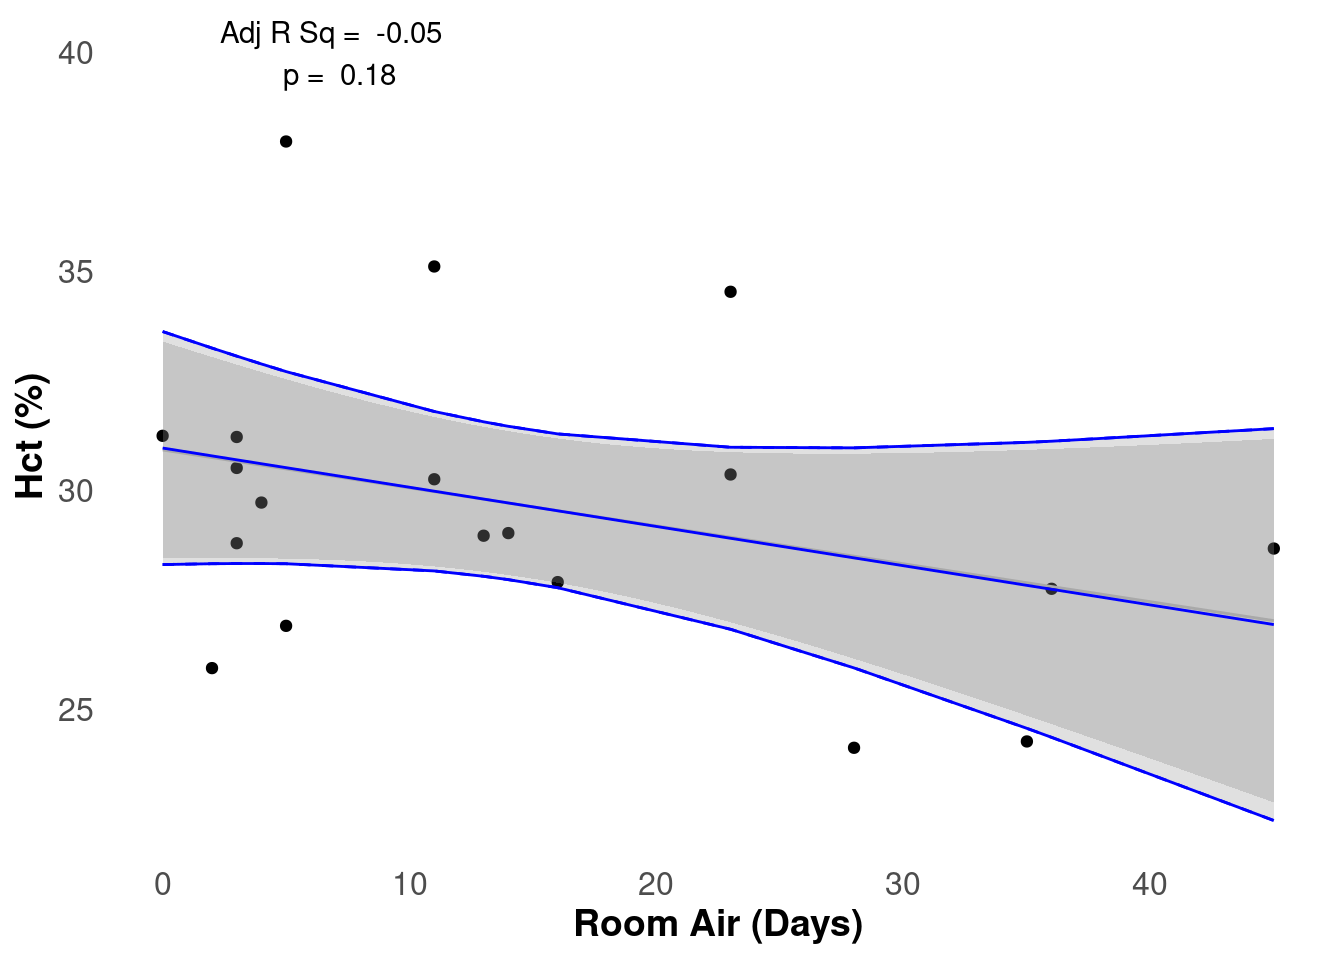 Adj R Sq =  -0.05
p =  0.18
40
35
30
25
Hct (%)
0 10 20 30 40
Room Air (Days)